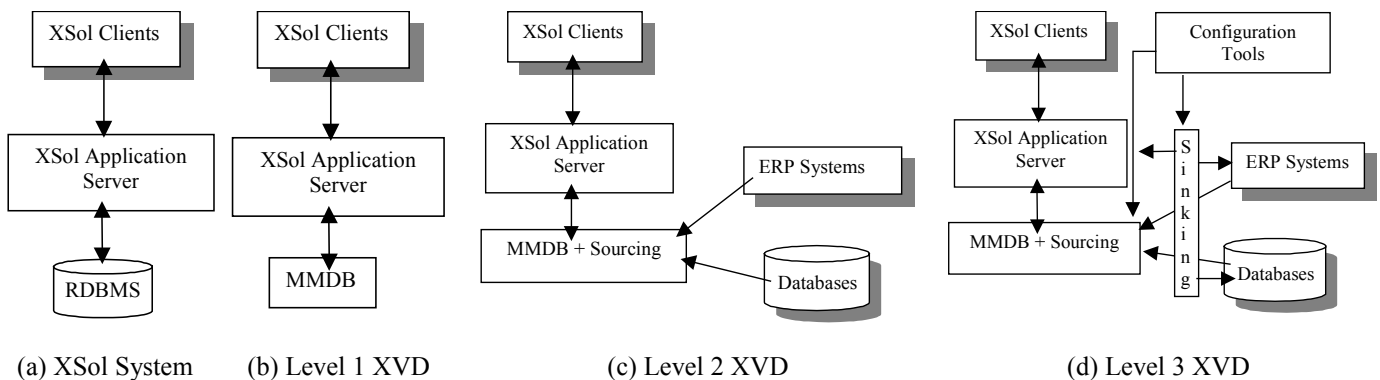 XSol Clients
XSol Application
Server
RDBMS
(a) XSol System
XSol Clients
XSol Application
Server
MMDB
(b) Level 1 XVD
XSol Clients
XSol Application
Server
MMDB + Sourcing
ERP Systems
Databases
(c) Level 2 XVD
XSol Clients
Configuration
Tools
XSol Application
Server
MMDB + Sourcing
Sinking
ERP Systems
Databases
(d) Level 3 XVD